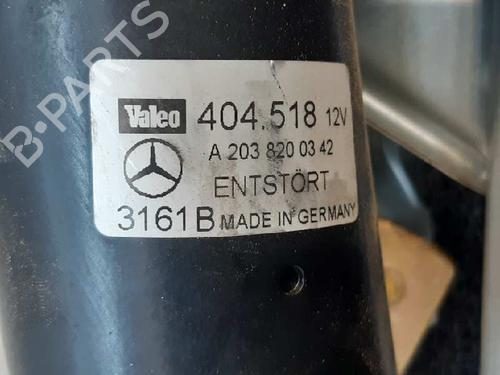 B-PARTS
Valeo 404.518 12V
A 203 820 03 42
ENTSTÖRT
3161B MADE IN GERMANY